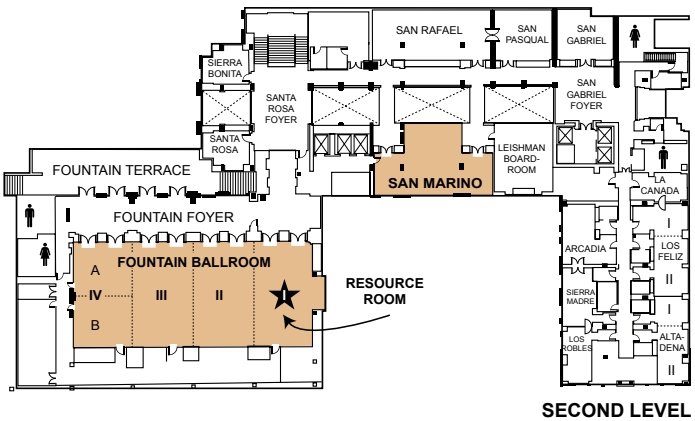 SAN RAFAEL
SAN
PASQUAL
SAN
GABRIEL
SIERRA
BONITA
SANTA
ROSA
FOYER
SAN
GABRIEL
FOYER
SANTA
ROSA
LEISHMAN
BOARD-
ROOM
FOUNTAIN TERRACE
SAN MARINO
LA
CANADA
FOUNTAIN FOYER
I
LOS
FELIZ
II
ARCADIA
FOUNTAIN BALLROOM
A
IV
B
III
II
I
RESOURCE
ROOM
SIERRA
MADRE
I
ALTA-
DENA
II
LOS
ROBLES
SECOND LEVEL